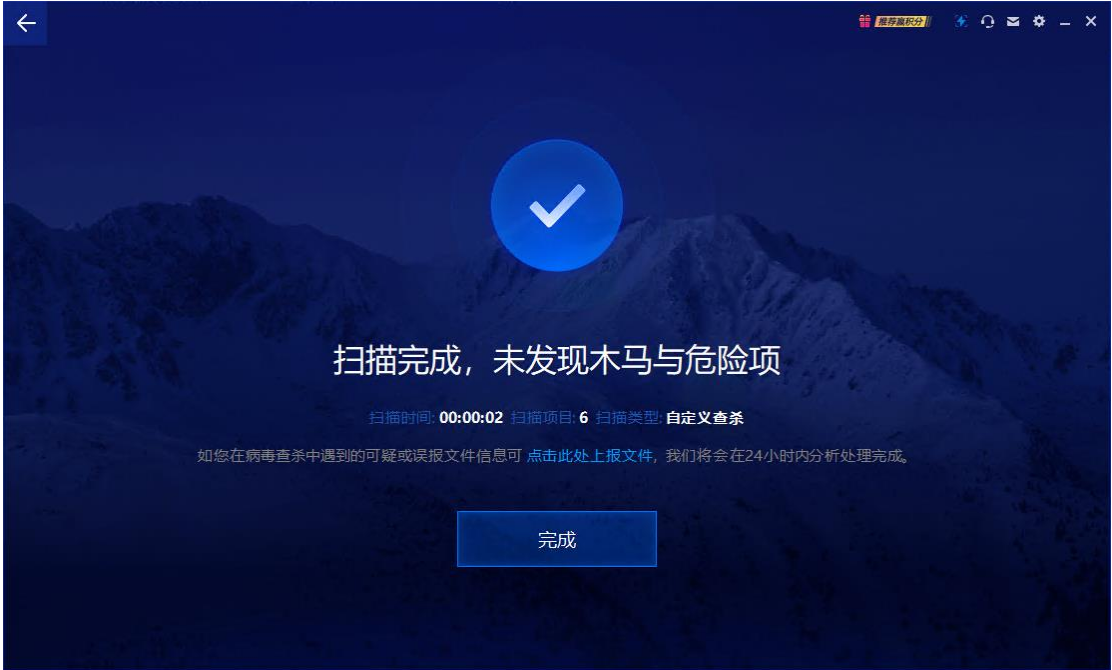 推荐赢积分
扫描完成，未发现木马与危险项
扫描时间: 00:00:02 扫描项目: 6 扫描类型: 自定义查杀
如您在病毒查杀中遇到的可疑或误报文件信息可 点击此处上报文件，我们将会在24小时内分析处理完成。
完成